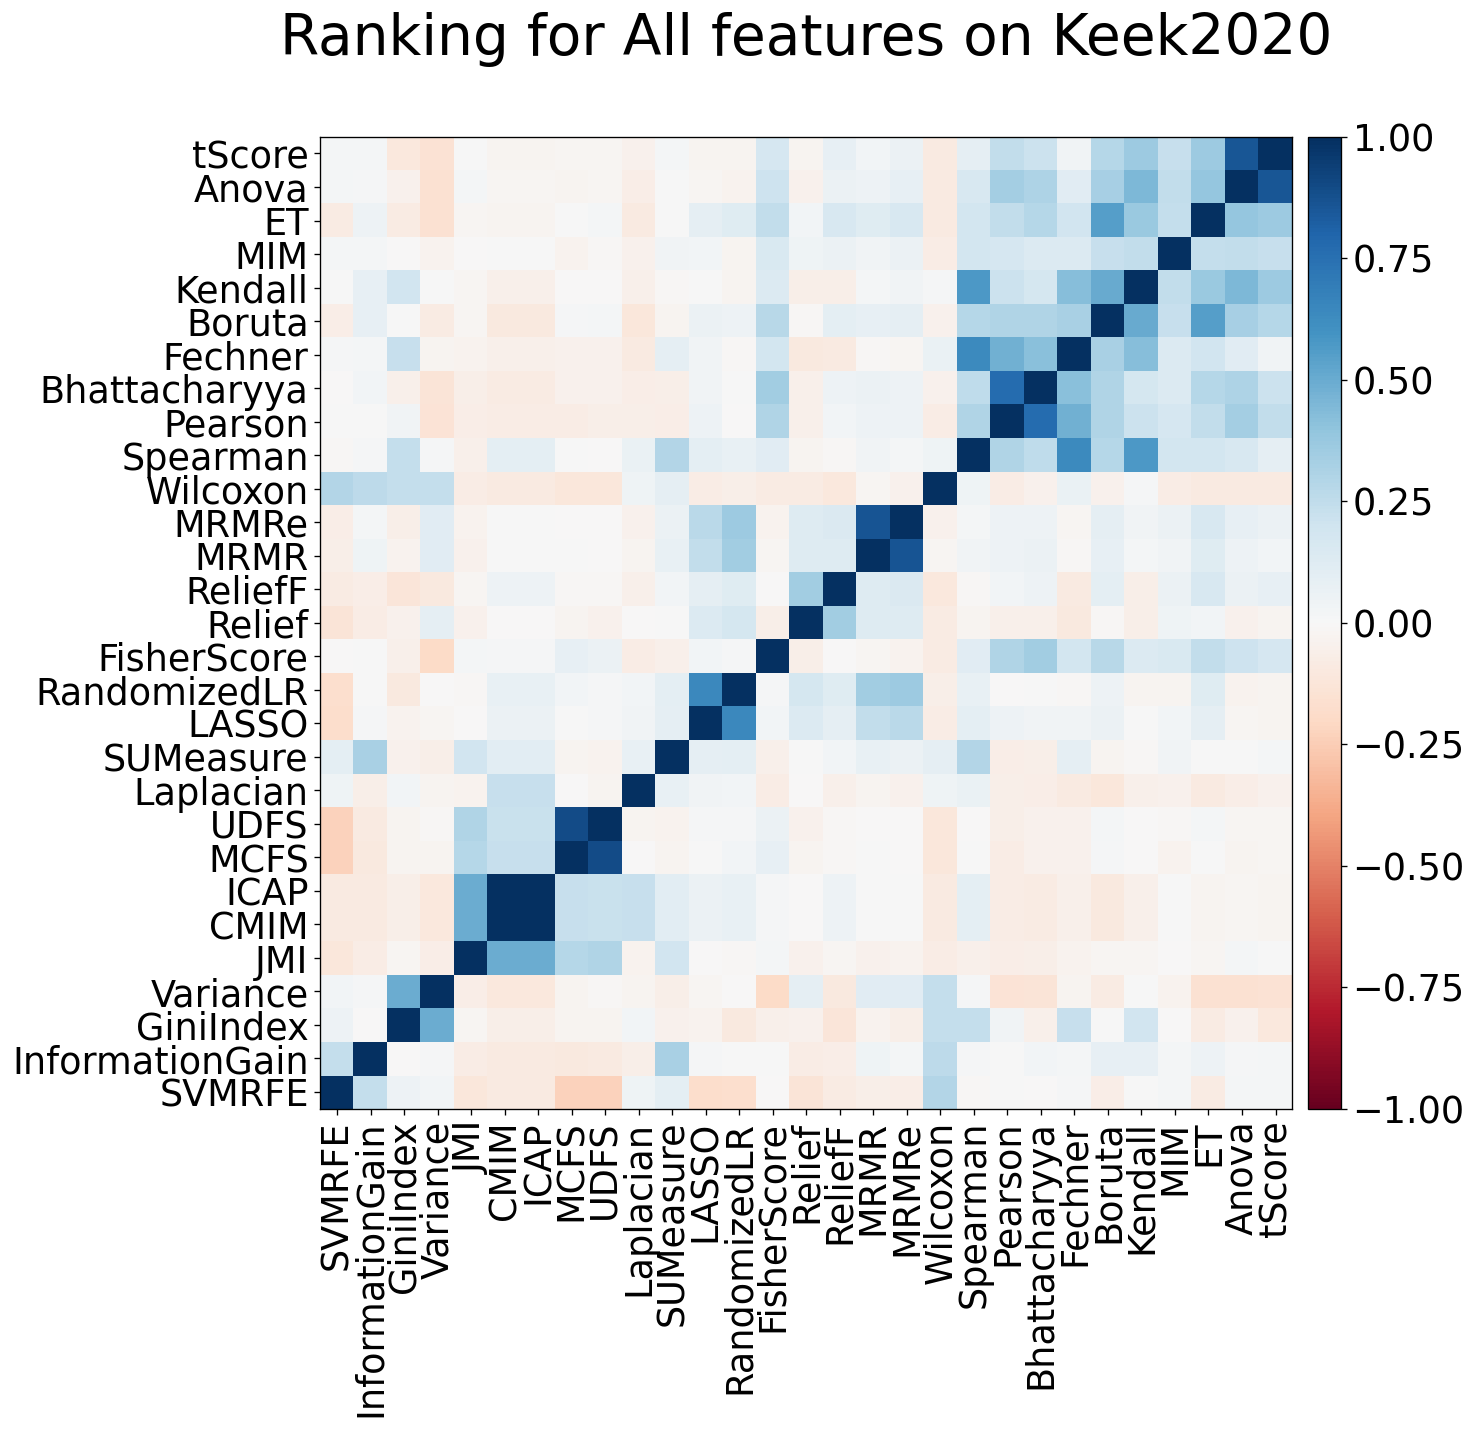 Ranking for All features on Keek2020
tScore
Anova
ET
MIM
Kendall
Boruta
Fechner
Bhattacharyya
Pearson
Spearman
Wilcoxon
MRMRe
MRMR
ReliefF
Relief
FisherScore
RandomizedLR
LASSO
SUMeasure
Laplacian
UDFS
MCFS
ICAP
CMIM
JMI
Variance
GiniIndex
InformationGain
SVMRFE
SVMRFE
InformationGain
GiniIndex
Variance
JMI
CMIM
ICAP
MCFS
UDFS
Laplacian
SUMeasure
LASSO
RandomizedLR
FisherScore
Relief
ReliefF
MRMR
MRMRe
Wilcoxon
Spearman
Pearson
Bhattacharyya
Fechner
Boruta
Kendall
MIM
ET
Anova
tScore
1.00
0.75
0.50
0.25
0.00
−0.25
−0.50
−0.75
−1.00